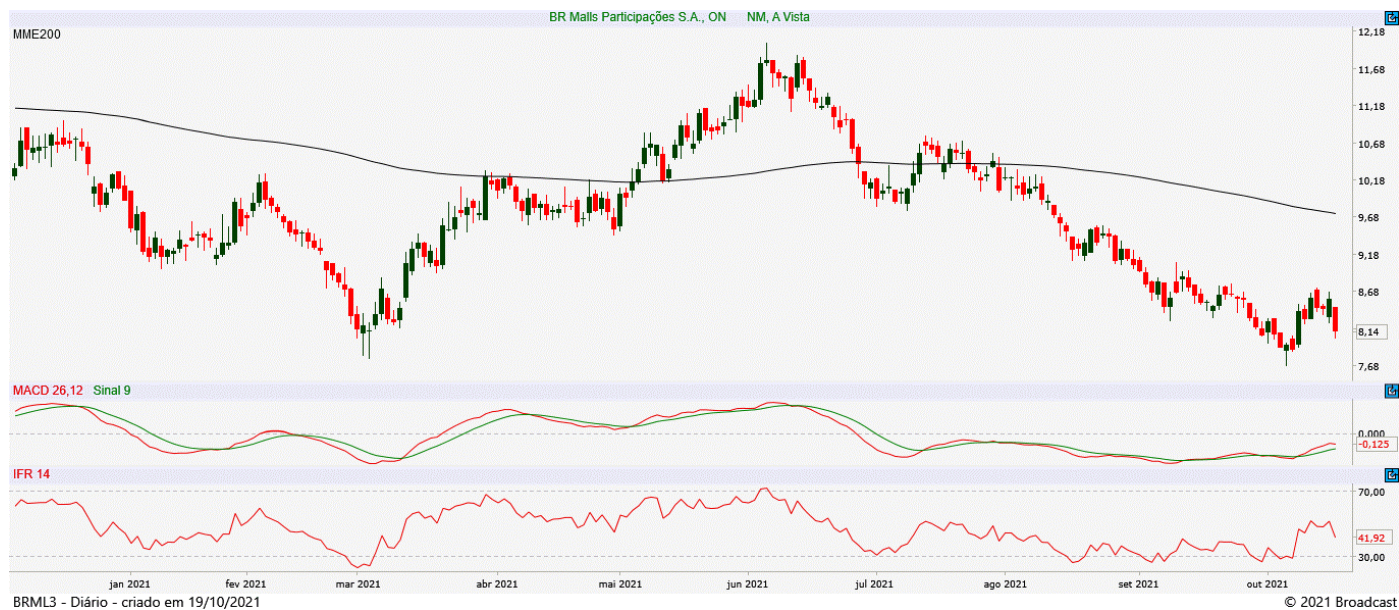 BR Malls Participações S.A., ON NM, A Vista
MME200
12,18
11,68
11,18
10,68
10,18
9,68
9,18
8,68
8,14
7,68
MACD 26,12 Sinal 9
0,000
-0,125
IFR 14
70,00
41,92
30,00
jan 2021 fev 2021 mar 2021 abr 2021 mai 2021 jun 2021 jul 2021 ago 2021 set 2021 out 2021
BRML3 - Diário - criado em 19/10/2021 © 2021 Broadcast